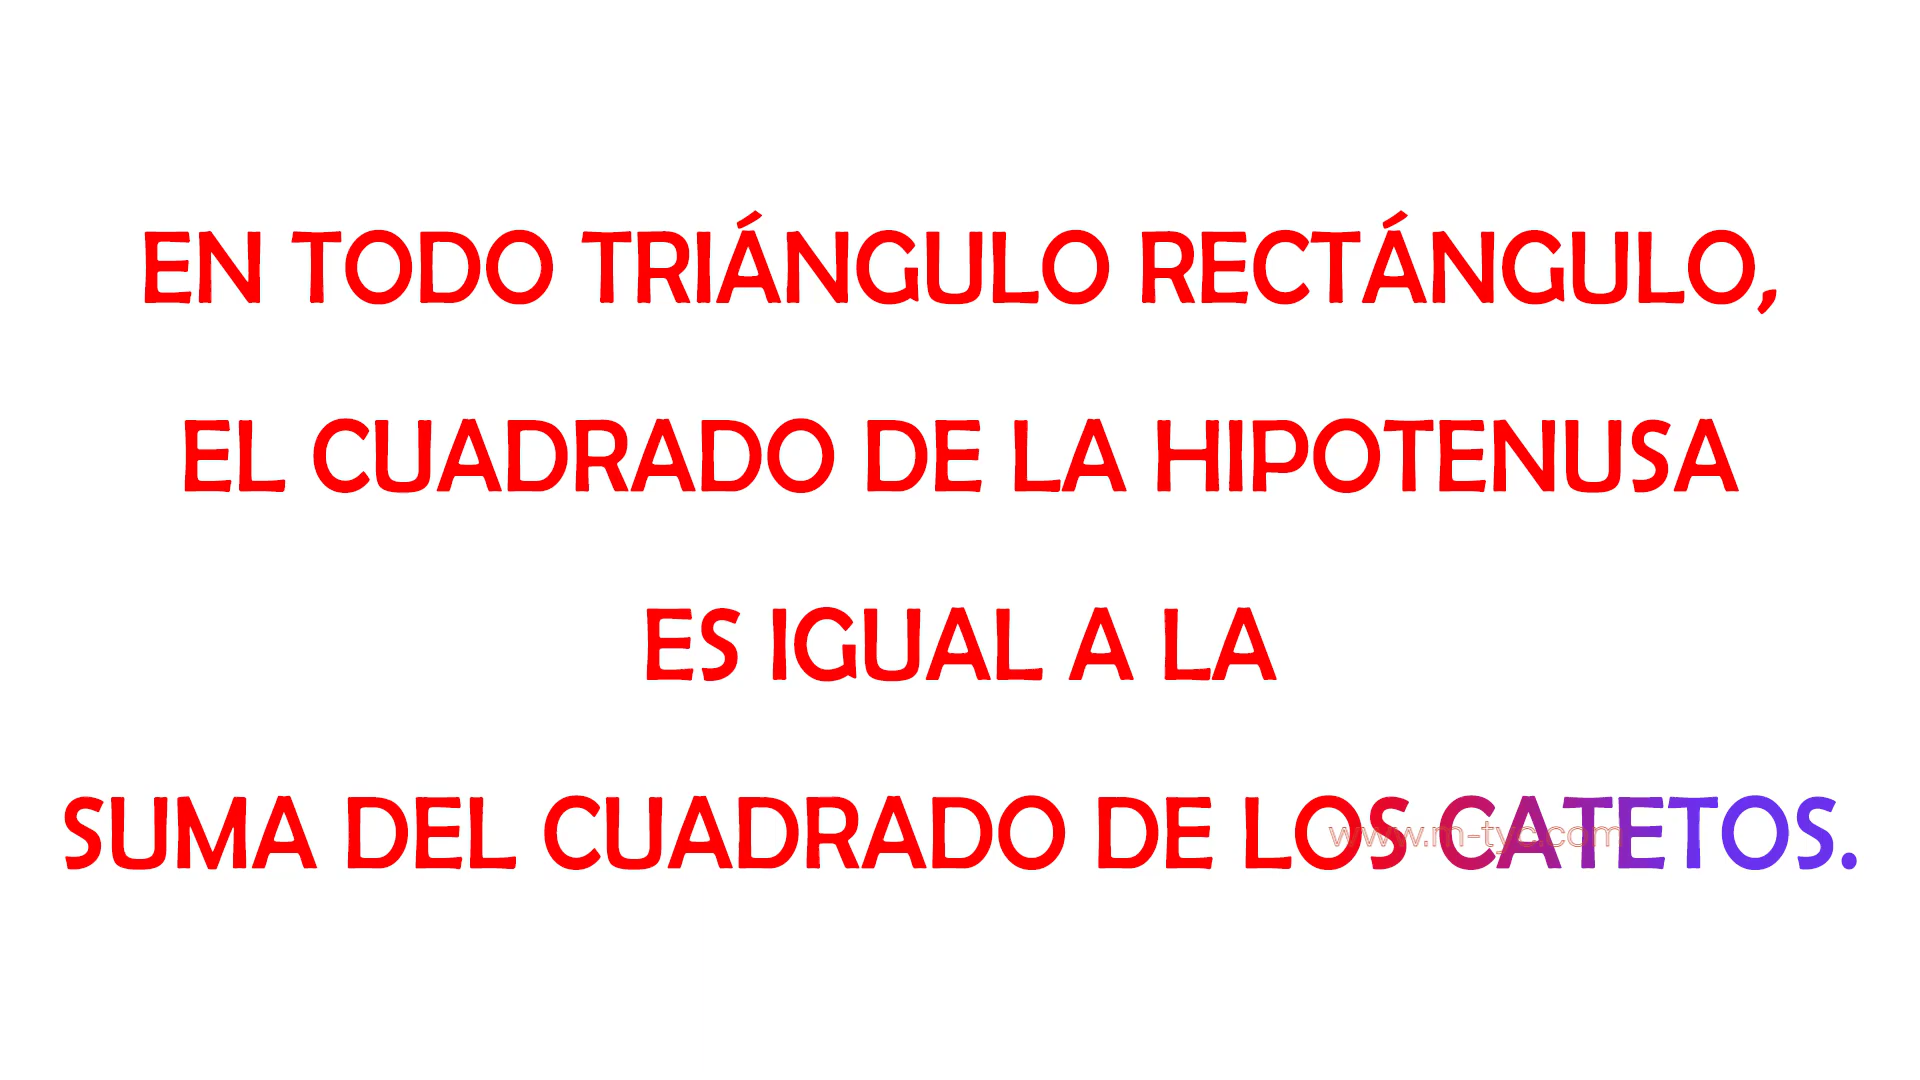 EN TODO TRIÁNGULO RECTÁNGULO,
EL CUADRADO DE LA HIPOTENUSA
ES IGUAL A LA
SUMA DEL CUADRADO DE LOS CATETOS.
www.m-tyc.com